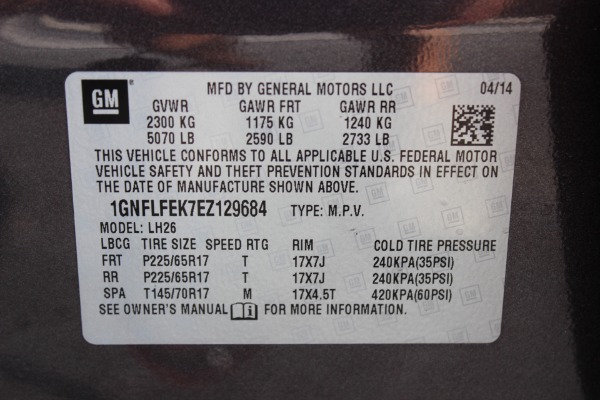 GM ®
MFD BY GENERAL MOTORS LLC 04/14
GVWR GAWR FRT GAWR RR
2300 KG 1175 KG 1240 KG
5070 LB 2590 LB 2733 LB
THIS VEHICLE CONFORMS TO ALL APPLICABLE U.S. FEDERAL MOTOR
VEHICLE SAFETY AND THEFT PREVENTION STANDARDS IN EFFECT ON
THE DATE OF MANUFACTURE SHOWN ABOVE.
1GNFLFEK7EZ129684 TYPE: M.P.V.
MODEL: LH26
LBCG TIRE SIZE SPEED RTG RIM COLD TIRE PRESSURE
FRT P225/65R17 T 17X7J 240KPA(35PSI)
RR P225/65R17 T 17X7J 240KPA(35PSI)
SPA T145/70R17 M 17X4.5T 420KPA(60PSI)
SEE OWNER'S MANUAL i FOR MORE INFORMATION.